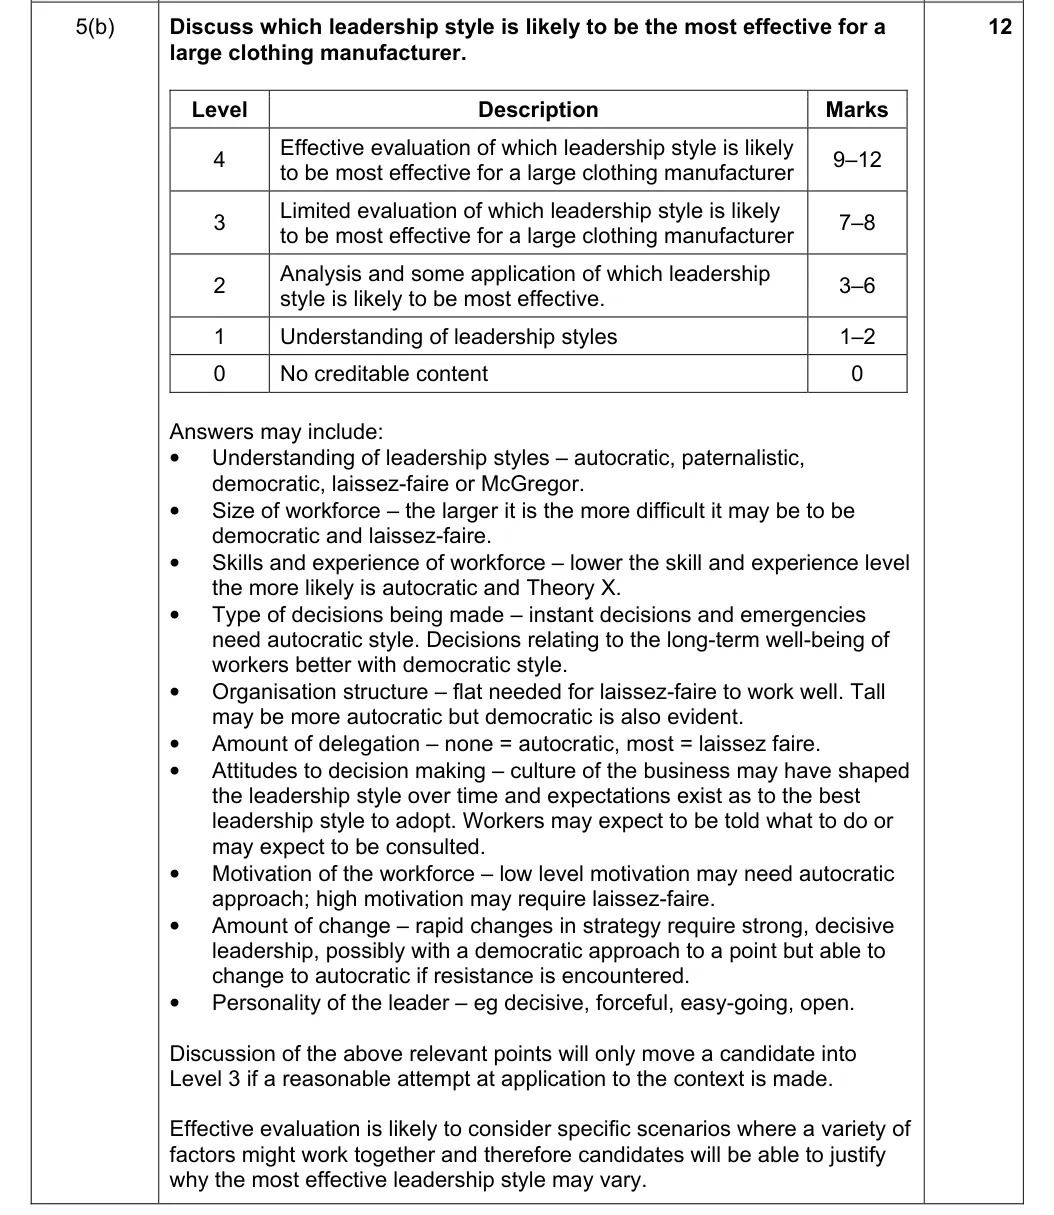 5(b)
Discuss which leadership style is likely to be the most effective for a
large clothing manufacturer.
12
Level Description Marks
4
Effective evaluation of which leadership style is likely
to be most effective for a large clothing manufacturer
9–12
3
Limited evaluation of which leadership style is likely
to be most effective for a large clothing manufacturer
7–8
2
Analysis and some application of which leadership
style is likely to be most effective.
3–6
1 Understanding of leadership styles 1–2
0 No creditable content 0
Answers may include:
• Understanding of leadership styles – autocratic, paternalistic,
democratic, laissez-faire or McGregor.
• Size of workforce – the larger it is the more difficult it may be to be
democratic and laissez-faire.
• Skills and experience of workforce – lower the skill and experience level
the more likely is autocratic and Theory X.
• Type of decisions being made – instant decisions and emergencies
need autocratic style. Decisions relating to the long-term well-being of
workers better with democratic style.
• Organisation structure – flat needed for laissez-faire to work well. Tall
may be more autocratic but democratic is also evident.
• Amount of delegation – none = autocratic, most = laissez faire.
• Attitudes to decision making – culture of the business may have shaped
the leadership style over time and expectations exist as to the best
leadership style to adopt. Workers may expect to be told what to do or
may expect to be consulted.
• Motivation of the workforce – low level motivation may need autocratic
approach; high motivation may require laissez-faire.
• Amount of change – rapid changes in strategy require strong, decisive
leadership, possibly with a democratic approach to a point but able to
change to autocratic if resistance is encountered.
• Personality of the leader – eg decisive, forceful, easy-going, open.
Discussion of the above relevant points will only move a candidate into
Level 3 if a reasonable attempt at application to the context is made.
Effective evaluation is likely to consider specific scenarios where a variety of
factors might work together and therefore candidates will be able to justify
why the most effective leadership style may vary.